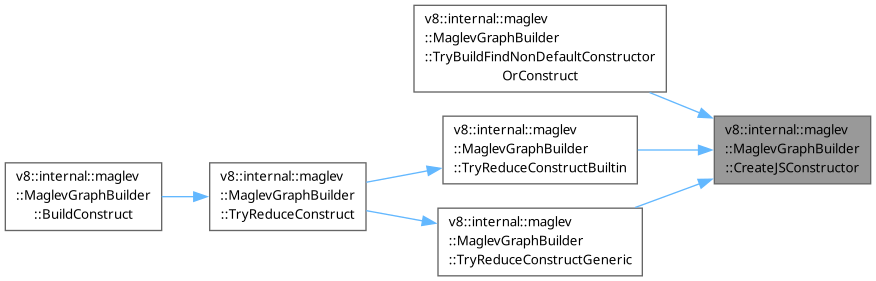 v8::internal::maglev
::MaglevGraphBuilder
::TryBuildFindNonDefaultConstructor
OrConstruct
v8::internal::maglev
::MaglevGraphBuilder
::BuildConstruct
v8::internal::maglev
::MaglevGraphBuilder
::TryReduceConstruct
v8::internal::maglev
::MaglevGraphBuilder
::TryReduceConstructBuiltin
v8::internal::maglev
::MaglevGraphBuilder
::TryReduceConstructGeneric
v8::internal::maglev
::MaglevGraphBuilder
::CreateJSConstructor